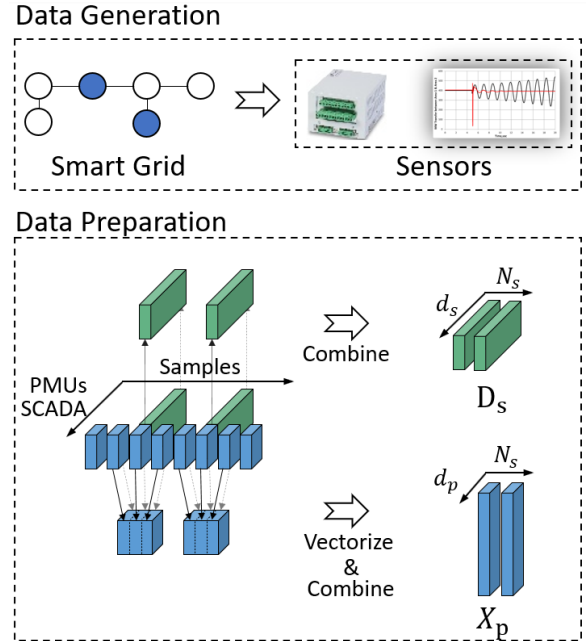 Data Generation
Smart Grid
Sensors
Data Preparation
N_s
d_s
Combine
D_s
Samples
PMUs
SCADA
N_s
d_p
Vectorize
&
Combine
X_p